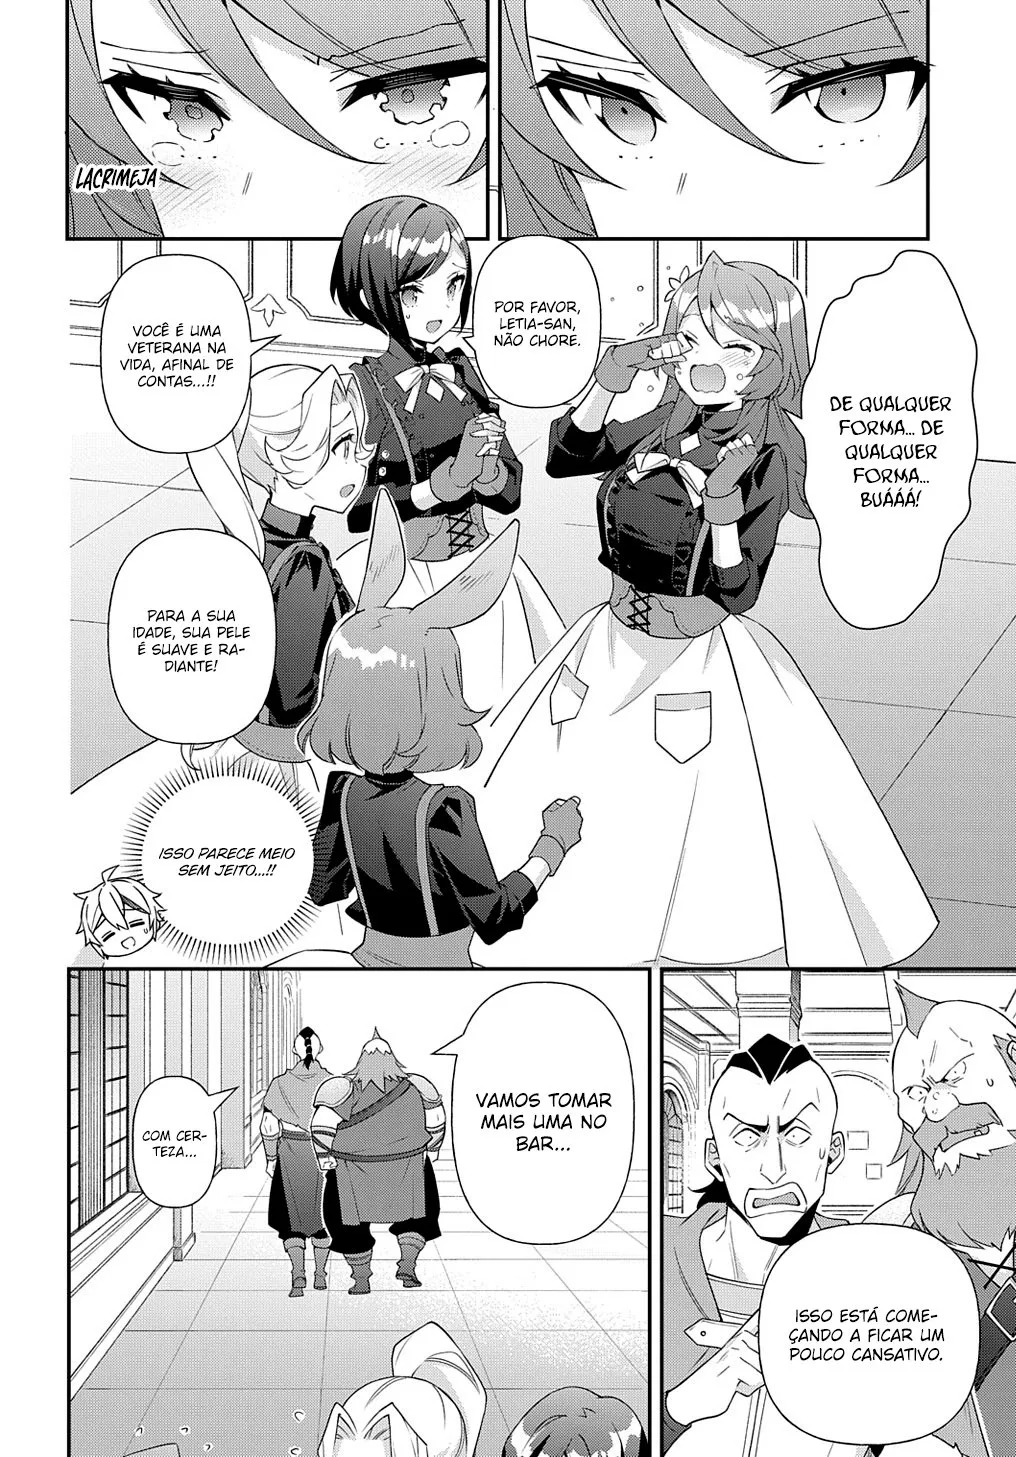 LACRIMEJA
DE QUALQUER
FORMA... DE
QUALQUER
FORMA...
BUÁÁÁ!
POR FAVOR,
LETIA-SAN,
NÃO CHORE.
VOCÊ É UMA
VETERANA NA
VIDA, AFINAL DE
CONTAS...!!
PARA A SUA
IDADE, SUA PELE
É SUAVE E RA-
DIANTE!
ISSO PARECE MEIO
SEM JEITO...!!
ISSO ESTÁ COME-
ÇANDO A FICAR UM
POUCO CANSATIVO.
VAMOS TOMAR
MAIS UMA NO
BAR...
COM CER-
TEZA...